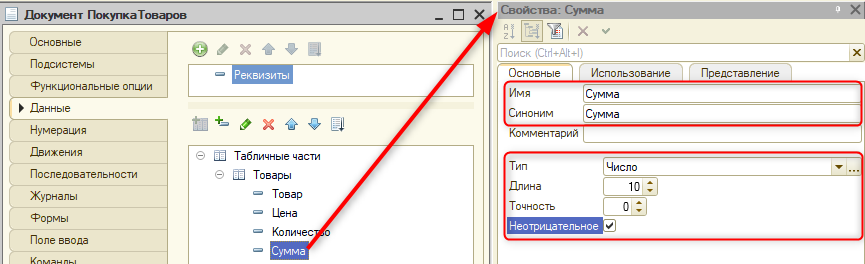 Документ ПокупкаТоваров
Основные
Подсистемы
Функциональные опции
Данные
Нумерация
Движения
Последовательности
Журналы
Формы
Поле ввода
Команды
Реквизиты
Табличные части
Товары
Товар
Цена
Количество
Сумма
Свойства: Сумма
Поиск (Ctrl+Alt+I)
Основные Использование Представление
Имя Сумма
Синоним Сумма
Комментарий
Тип Число
Длина 10
Точность 0
Неотрицательное